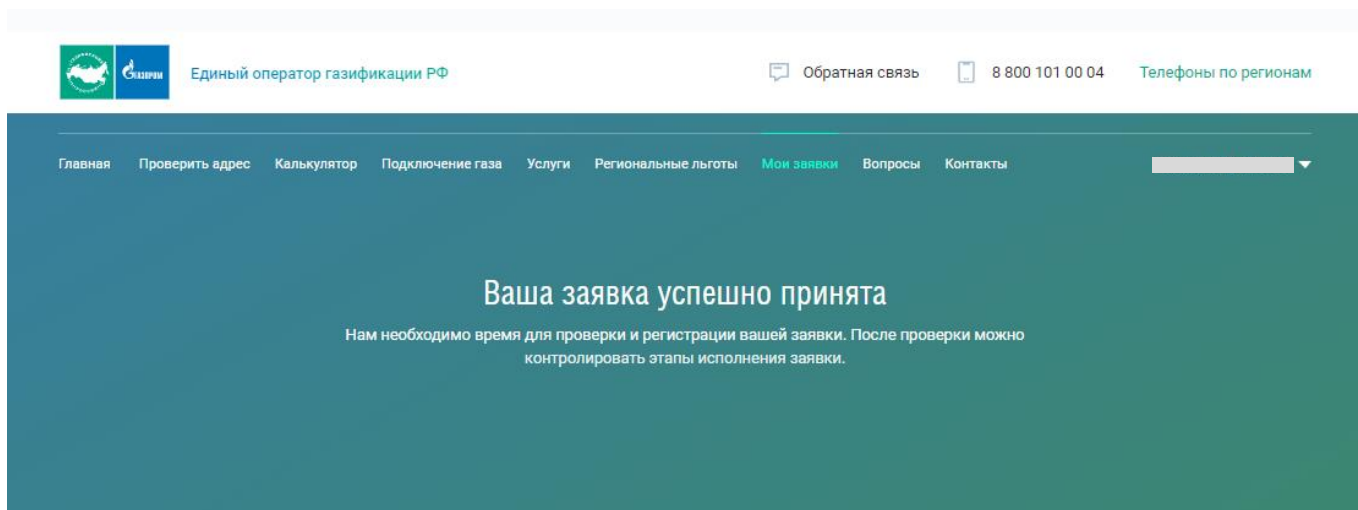 ГАЗПРОМ
Единый оператор газификации РФ
Обратная связь
8 800 101 00 04
Телефоны по регионам
Главная
Проверить адрес
Калькулятор
Подключение газа
Услуги
Региональные льготы
Мои заявки
Вопросы
Контакты
Ваша заявка успешно принята
Нам необходимо время для проверки и регистрации вашей заявки. После проверки можно
контролировать этапы исполнения заявки.